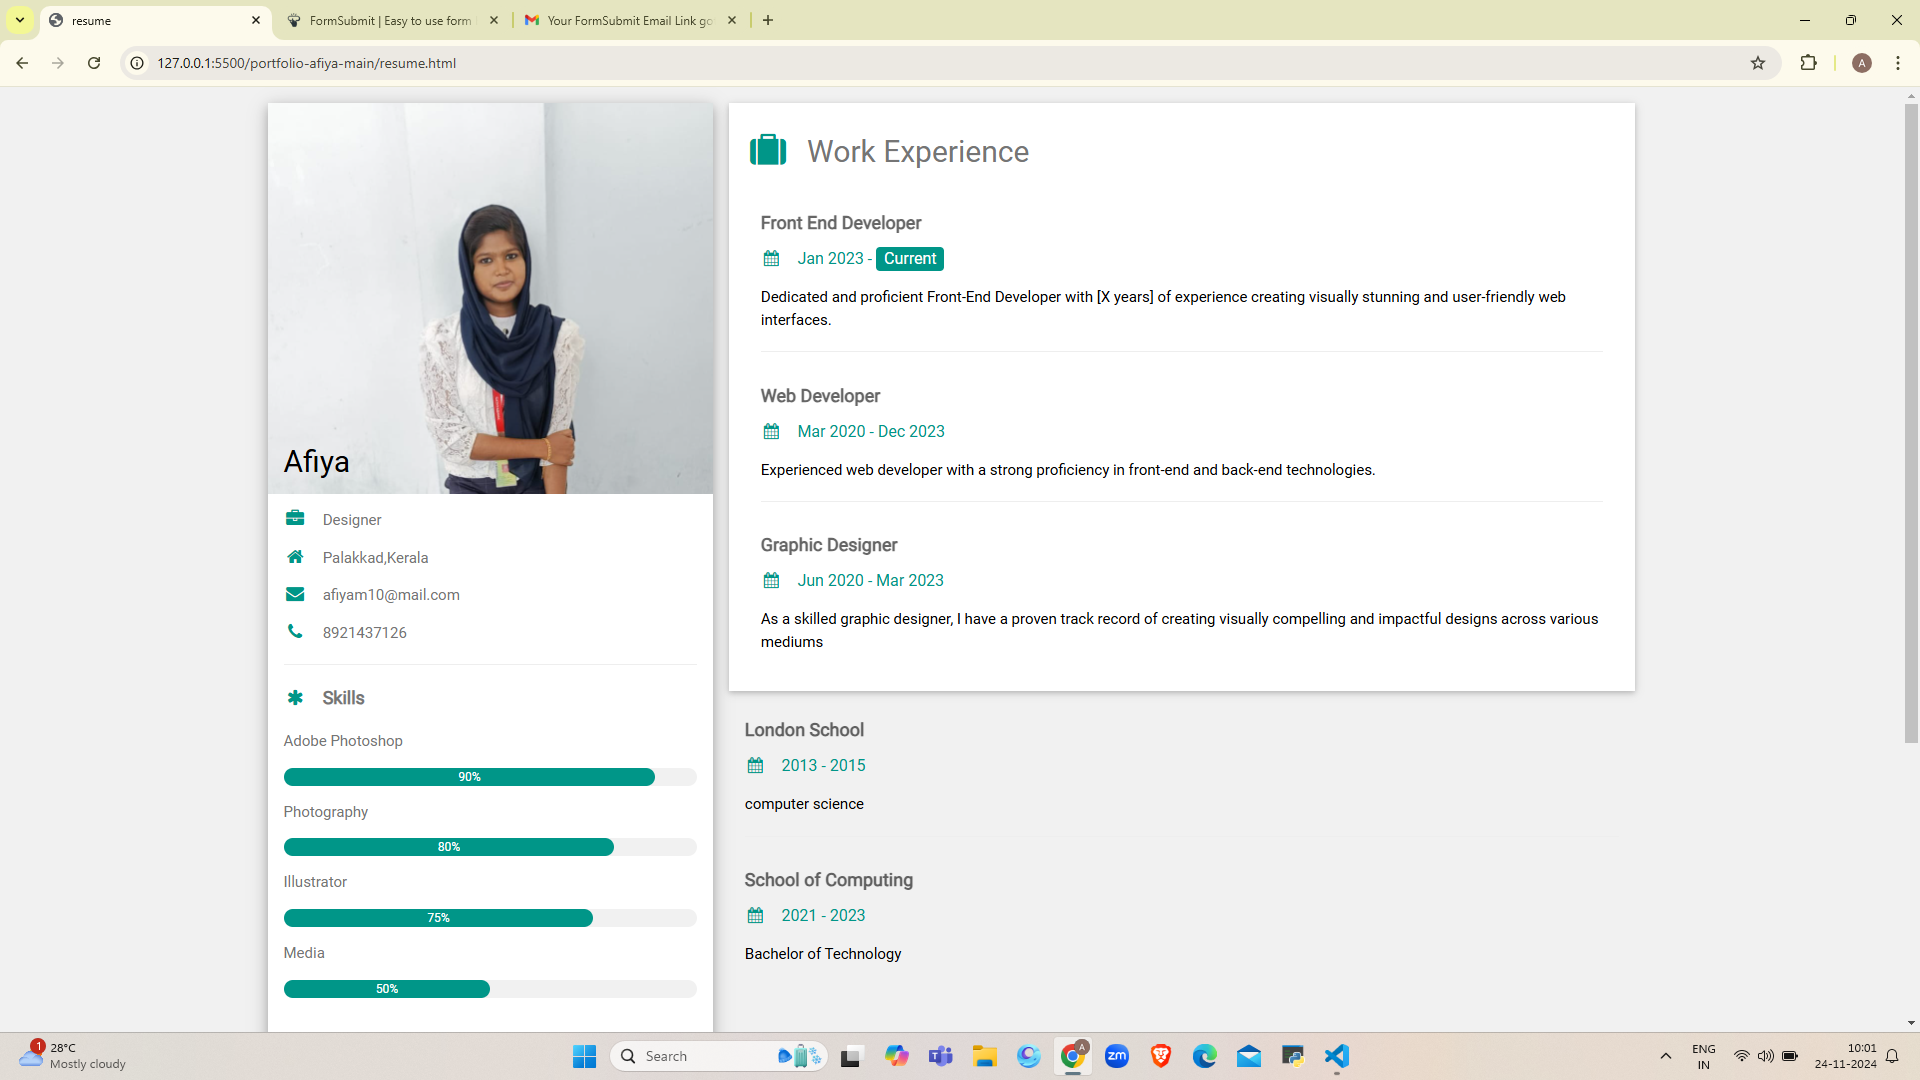 resume
FormSubmit | Easy to use form
Your FormSubmit Email Link go
127.0.0.1:5500/portfolio-afiya-main/resume.html
A
Afiya
Designer
Palakkad,Kerala
afiyam10@mail.com
8921437126
Skills
Adobe Photoshop
90%
Photography
80%
Illustrator
75%
Media
50%
Work Experience
Front End Developer
Jan 2023 - Current
Dedicated and proficient Front-End Developer with [X years] of experience creating visually stunning and user-friendly web
interfaces.
Web Developer
Mar 2020 - Dec 2023
Experienced web developer with a strong proficiency in front-end and back-end technologies.
Graphic Designer
Jun 2020 - Mar 2023
As a skilled graphic designer, I have a proven track record of creating visually compelling and impactful designs across various
mediums
London School
2013 - 2015
computer science
School of Computing
2021 - 2023
Bachelor of Technology
1
28°C
Mostly cloudy
Search
A
zm
ENG
IN
10:01
24-11-2024